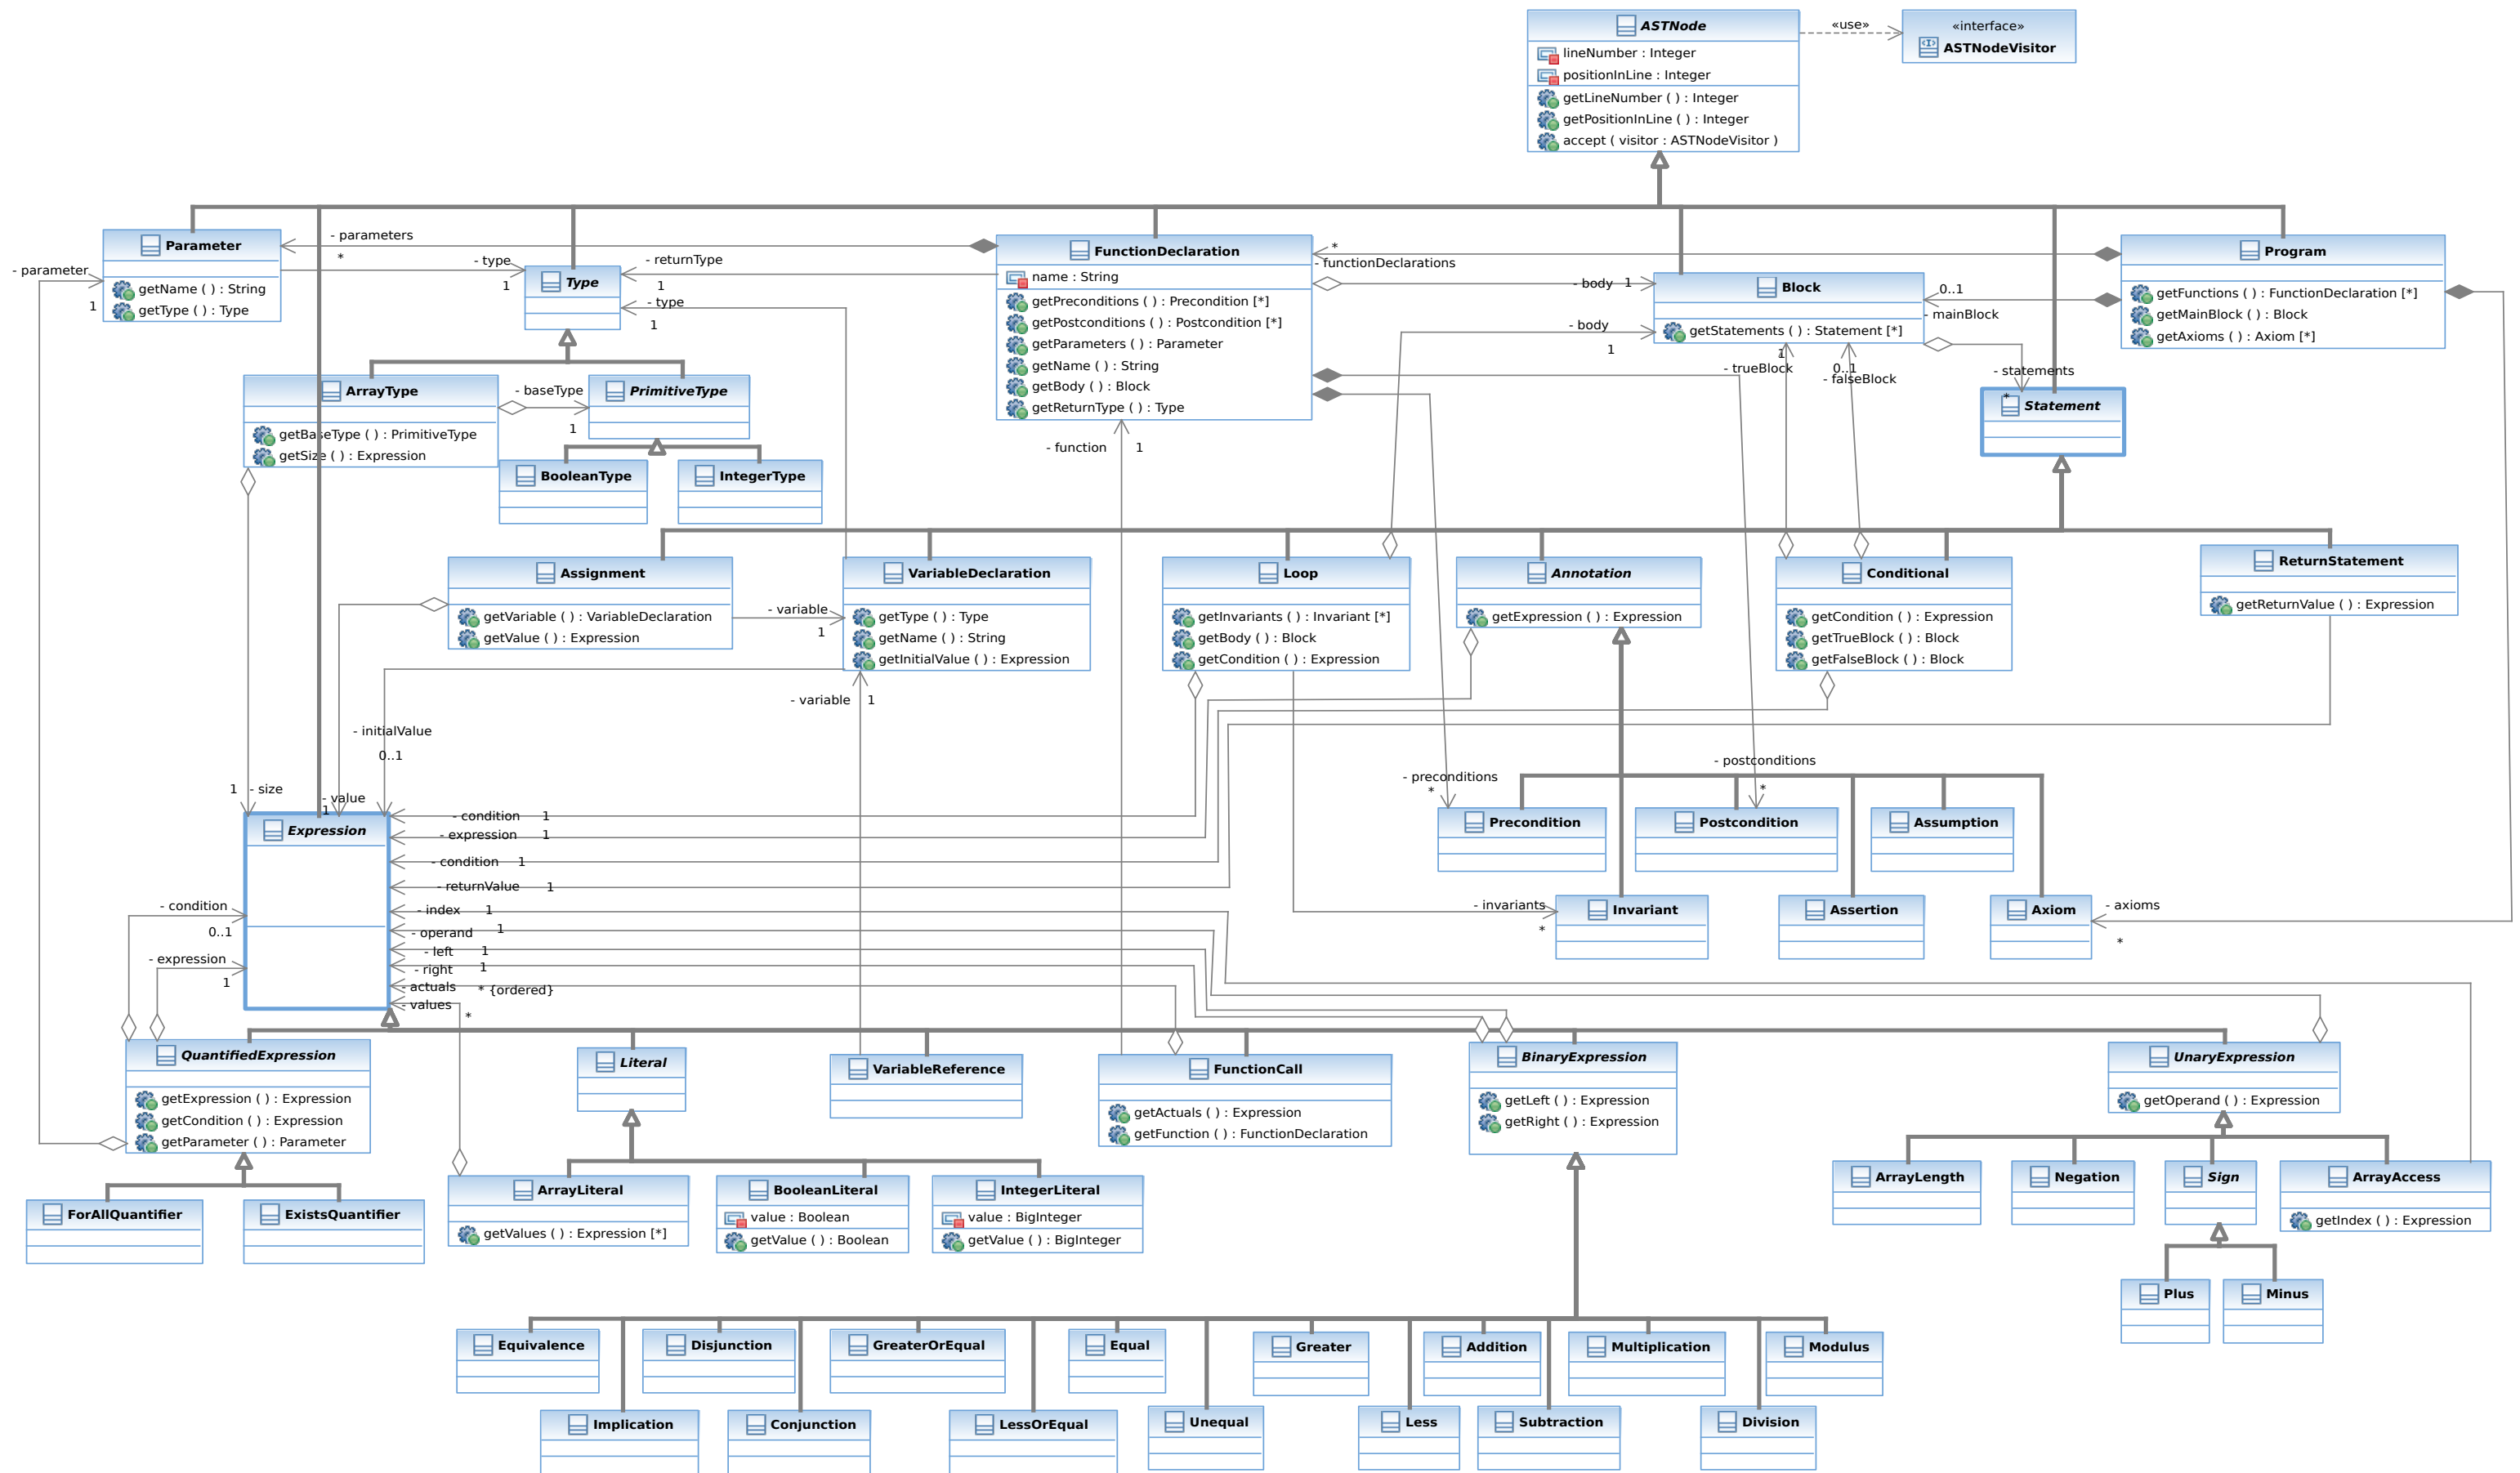 ASTNode
lineNumber : Integer
positionInLine : Integer
getLineNumber ( ) : Integer
getPositionInLine ( ) : Integer
accept ( visitor : ASTNodeVisitor )
«use»
«interface»
ASTNodeVisitor
Parameter
getName ( ) : String
getType ( ) : Type
- parameter
1
- parameters
*
- type
1
Type
- returnType
1
- type
1
FunctionDeclaration
name : String
getPreconditions ( ) : Precondition [*]
getPostconditions ( ) : Postcondition [*]
getParameters ( ) : Parameter
getName ( ) : String
getBody ( ) : Block
getReturnType ( ) : Type
*
- functionDeclarations
- body 1
- body
1
Block
getStatements ( ) : Statement [*]
0..1
- mainBlock
Program
getFunctions ( ) : FunctionDeclaration [*]
getMainBlock ( ) : Block
getAxioms ( ) : Axiom [*]
1
- trueBlock
0..1
- falseBlock
- statements
*
Statement
ArrayType
getBaseType ( ) : PrimitiveType
getSize ( ) : Expression
- baseType
1
PrimitiveType
BooleanType
IntegerType
- function 1
Assignment
getVariable ( ) : VariableDeclaration
getValue ( ) : Expression
- variable
1
VariableDeclaration
getType ( ) : Type
getName ( ) : String
getInitialValue ( ) : Expression
Loop
getInvariants ( ) : Invariant [*]
getBody ( ) : Block
getCondition ( ) : Expression
Annotation
getExpression ( ) : Expression
Conditional
getCondition ( ) : Expression
getTrueBlock ( ) : Block
getFalseBlock ( ) : Block
ReturnStatement
getReturnValue ( ) : Expression
- variable 1
- initialValue
0..1
1 - size
- value
1
- preconditions
*
- postconditions
*
Precondition
Postcondition
Assumption
- invariants
*
Invariant
Assertion
Axiom
- axioms
*
Expression
- condition 1
- expression 1
- condition 1
- returnValue 1
- index 1
- operand 1
- left 1
- right 1
- actuals * {ordered}
- values
*
- condition
0..1
- expression
1
QuantifiedExpression
getExpression ( ) : Expression
getCondition ( ) : Expression
getParameter ( ) : Parameter
Literal
VariableReference
FunctionCall
getActuals ( ) : Expression
getFunction ( ) : FunctionDeclaration
BinaryExpression
getLeft ( ) : Expression
getRight ( ) : Expression
UnaryExpression
getOperand ( ) : Expression
ForAllQuantifier
ExistsQuantifier
ArrayLiteral
getValues ( ) : Expression [*]
BooleanLiteral
value : Boolean
getValue ( ) : Boolean
IntegerLiteral
value : BigInteger
getValue ( ) : BigInteger
ArrayLength
Negation
Sign
ArrayAccess
getIndex ( ) : Expression
Plus
Minus
Equivalence
Disjunction
GreaterOrEqual
Equal
Greater
Addition
Multiplication
Modulus
Implication
Conjunction
LessOrEqual
Unequal
Less
Subtraction
Division